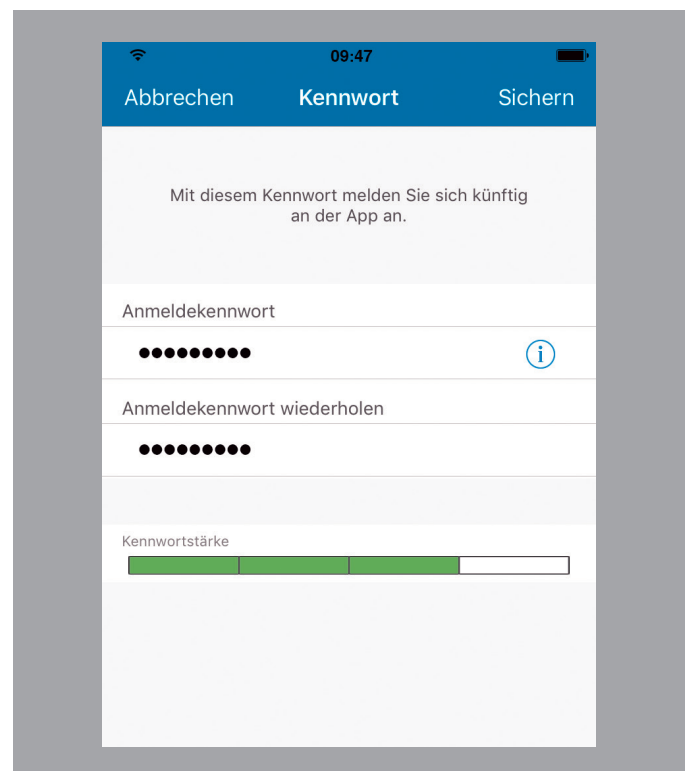 09:47
Abbrechen Kennwort Sichern
Mit diesem Kennwort melden Sie sich künftig
an der App an.
Anmeldekennwort
●●●●●●●●●
i
Anmeldekennwort wiederholen
●●●●●●●●●
Kennwortstärke